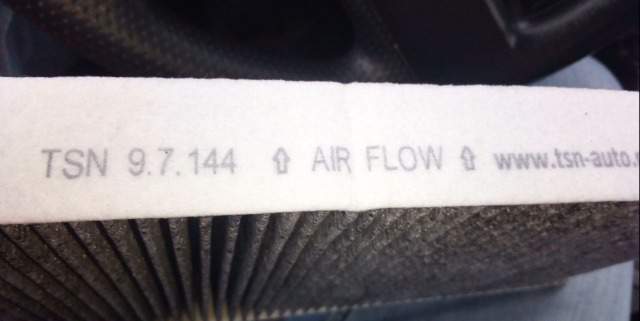 TSN 9.7.144 ⇧ AIR FLOW ⇧ www.tsn-auto.